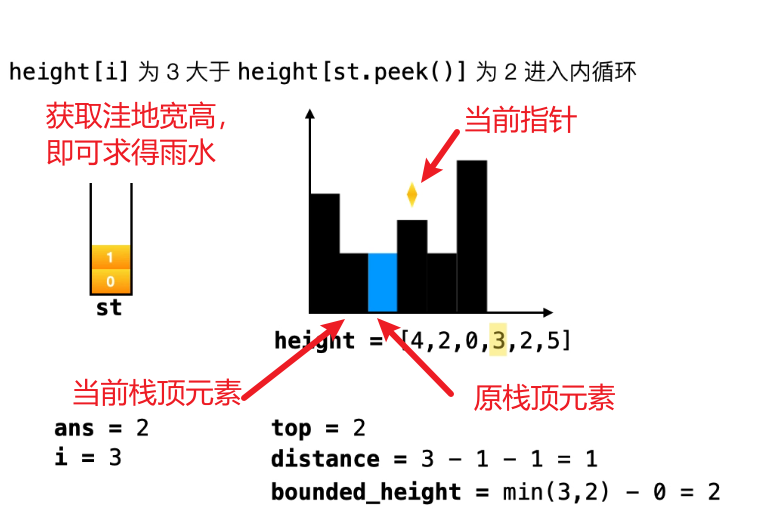 height[i] 为 3 大于 height[st.peek()] 为 2 进入内循环
获取洼地宽高，
即可求得雨水
当前指针
1
0
st
height = [4,2,0,3,2,5]
当前栈顶元素
原栈顶元素
ans = 2
i = 3
top = 2
distance = 3 - 1 - 1 = 1
bounded_height = min(3,2) - 0 = 2